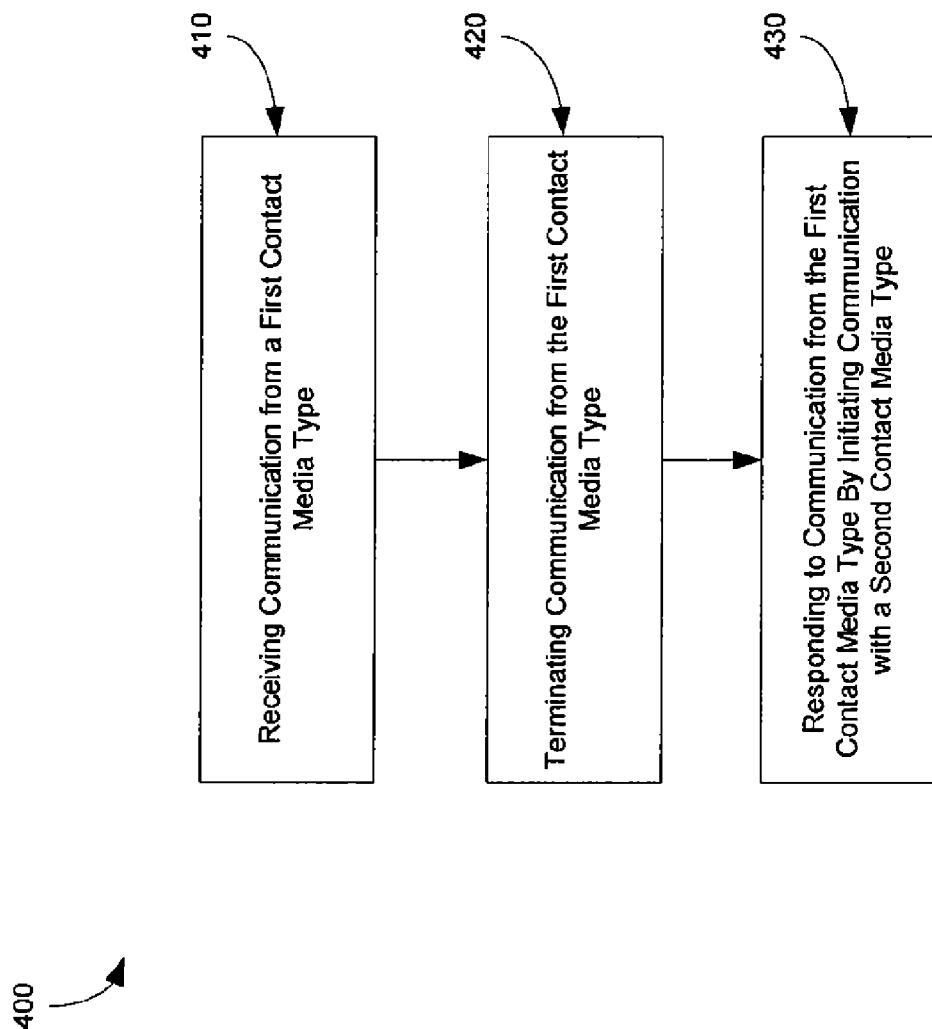 400
410
Receiving Communication from a First Contact
Media Type
420
Terminating Communication from the First Contact
Media Type
430
Responding to Communication from the First
Contact Media Type By Initiating Communication
with a Second Contact Media Type